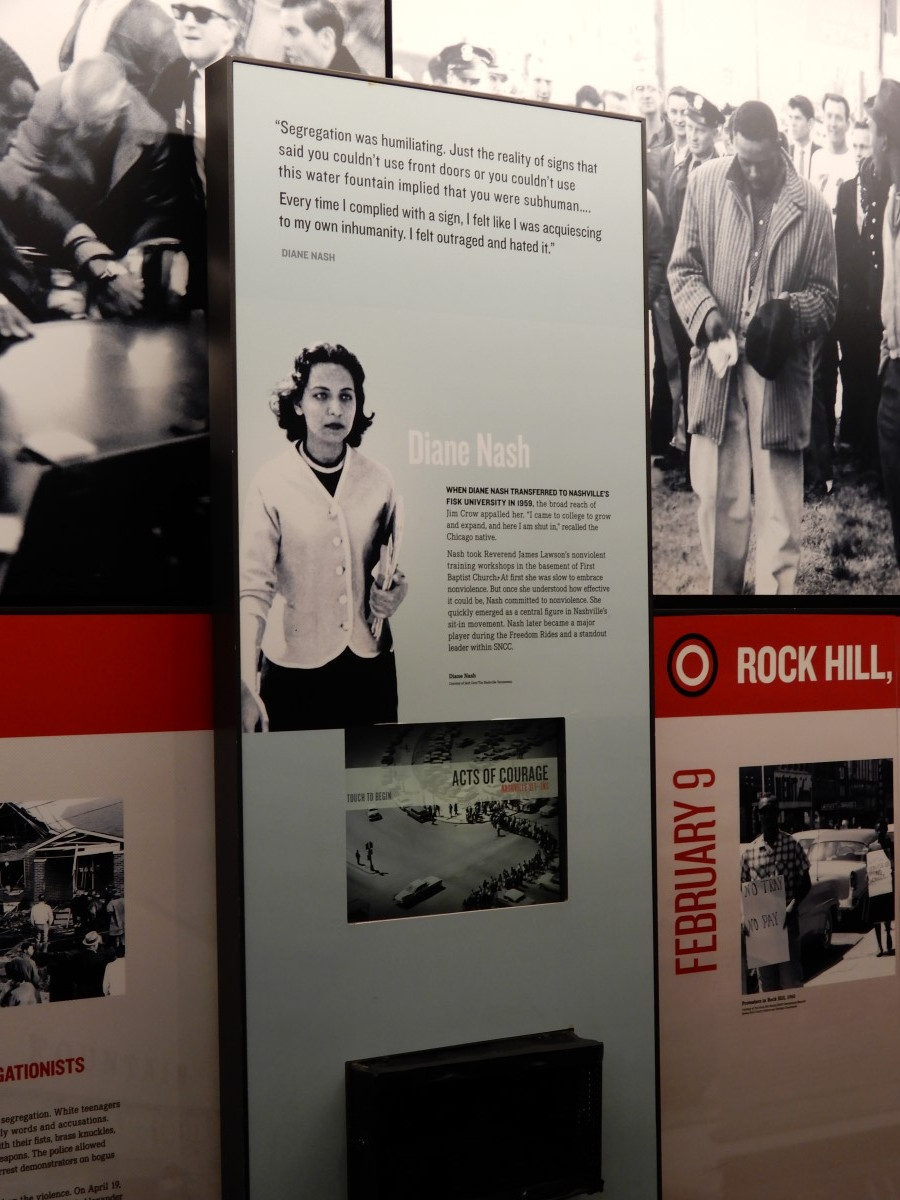 “Segregation was humiliating. Just the reality of signs that
said you couldn’t use front doors or you couldn’t use
this water fountain implied that you were subhuman....
Every time I complied with a sign, I felt like I was acquiescing
to my own inhumanity. I felt outraged and hated it.”
DIANE NASH
Diane Nash
WHEN DIANE NASH TRANSFERRED TO NASHVILLE’S
FISK UNIVERSITY IN 1959, the broad reach of
Jim Crow appalled her. “I came to college to grow
and expand, and here I am shut in,” recalled the
Chicago native.
Nash took Reverend James Lawson’s nonviolent
training workshops in the basement of First
Baptist Church. At first she was slow to embrace
nonviolence. But once she understood how effective
it could be, Nash committed to nonviolence. She
quickly emerged as a central figure in Nashville’s
sit-in movement. Nash later became a major
player during the Freedom Rides and a standout
leader within SNCC.
Diane Nash
ACTS OF COURAGE
NASHVILLE SIT-INS
TOUCH TO BEGIN
ROCK HILL,
FEBRUARY 9
NO TRAY
NO PAY
GATIONISTS
segregation. White teenagers
ly words and accusations.
ith their fists, brass knuckles,
eapons. The police allowed
rrest demonstrators on bogus
the violence. On April 19,